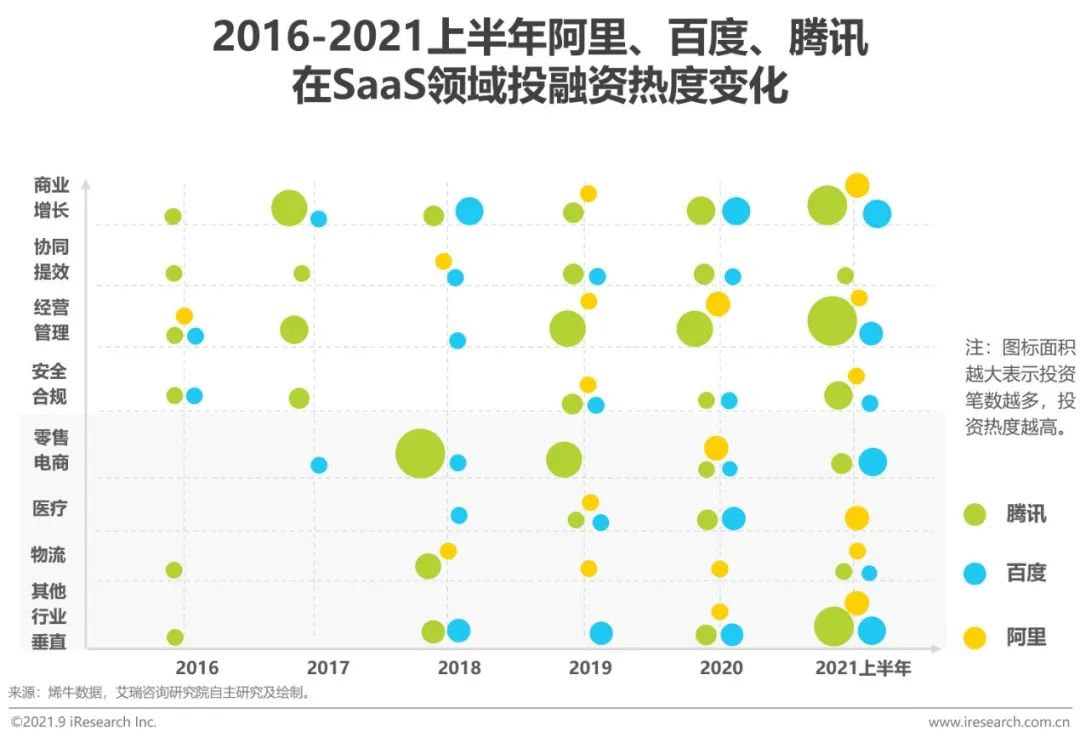 2016-2021上半年阿里、百度、腾讯
在SaaS领域投融资热度变化
商业
增长
协同
提效
经营
管理
安全
合规
零售
电商
医疗
物流
其他
行业
垂直
2016 2017 2018 2019 2020 2021上半年
注：图标面积
越大表示投资
笔数越多，投
资热度越高。
腾讯
百度
阿里
来源：烯牛数据，艾瑞咨询研究院自主研究及绘制。
©2021.9 iResearch Inc.
www.iresearch.com.cn